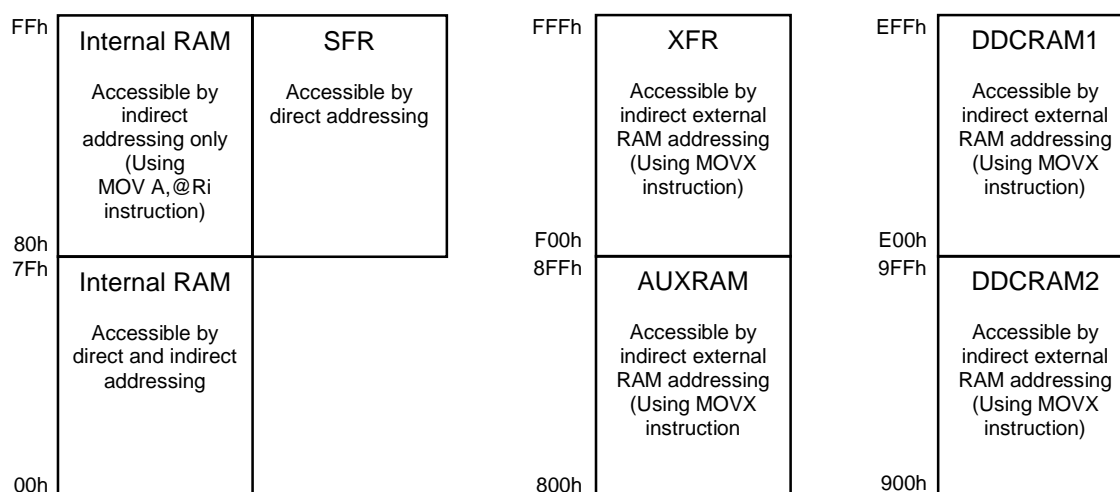 FFh
Internal RAM
Accessible by
indirect
addressing only
(Using
MOV A,@Ri
instruction)
80h
SFR
Accessible by
direct addressing
7Fh
Internal RAM
Accessible by
direct and indirect
addressing
00h
FFFh
XFR
Accessible by
indirect external
RAM addressing
(Using MOVX
instruction)
F00h
8FFh
AUXRAM
Accessible by
indirect external
RAM addressing
(Using MOVX
instruction
800h
EFFh
DDCRAM1
Accessible by
indirect external
RAM addressing
(Using MOVX
instruction)
E00h
9FFh
DDCRAM2
Accessible by
indirect external
RAM addressing
(Using MOVX
instruction)
900h